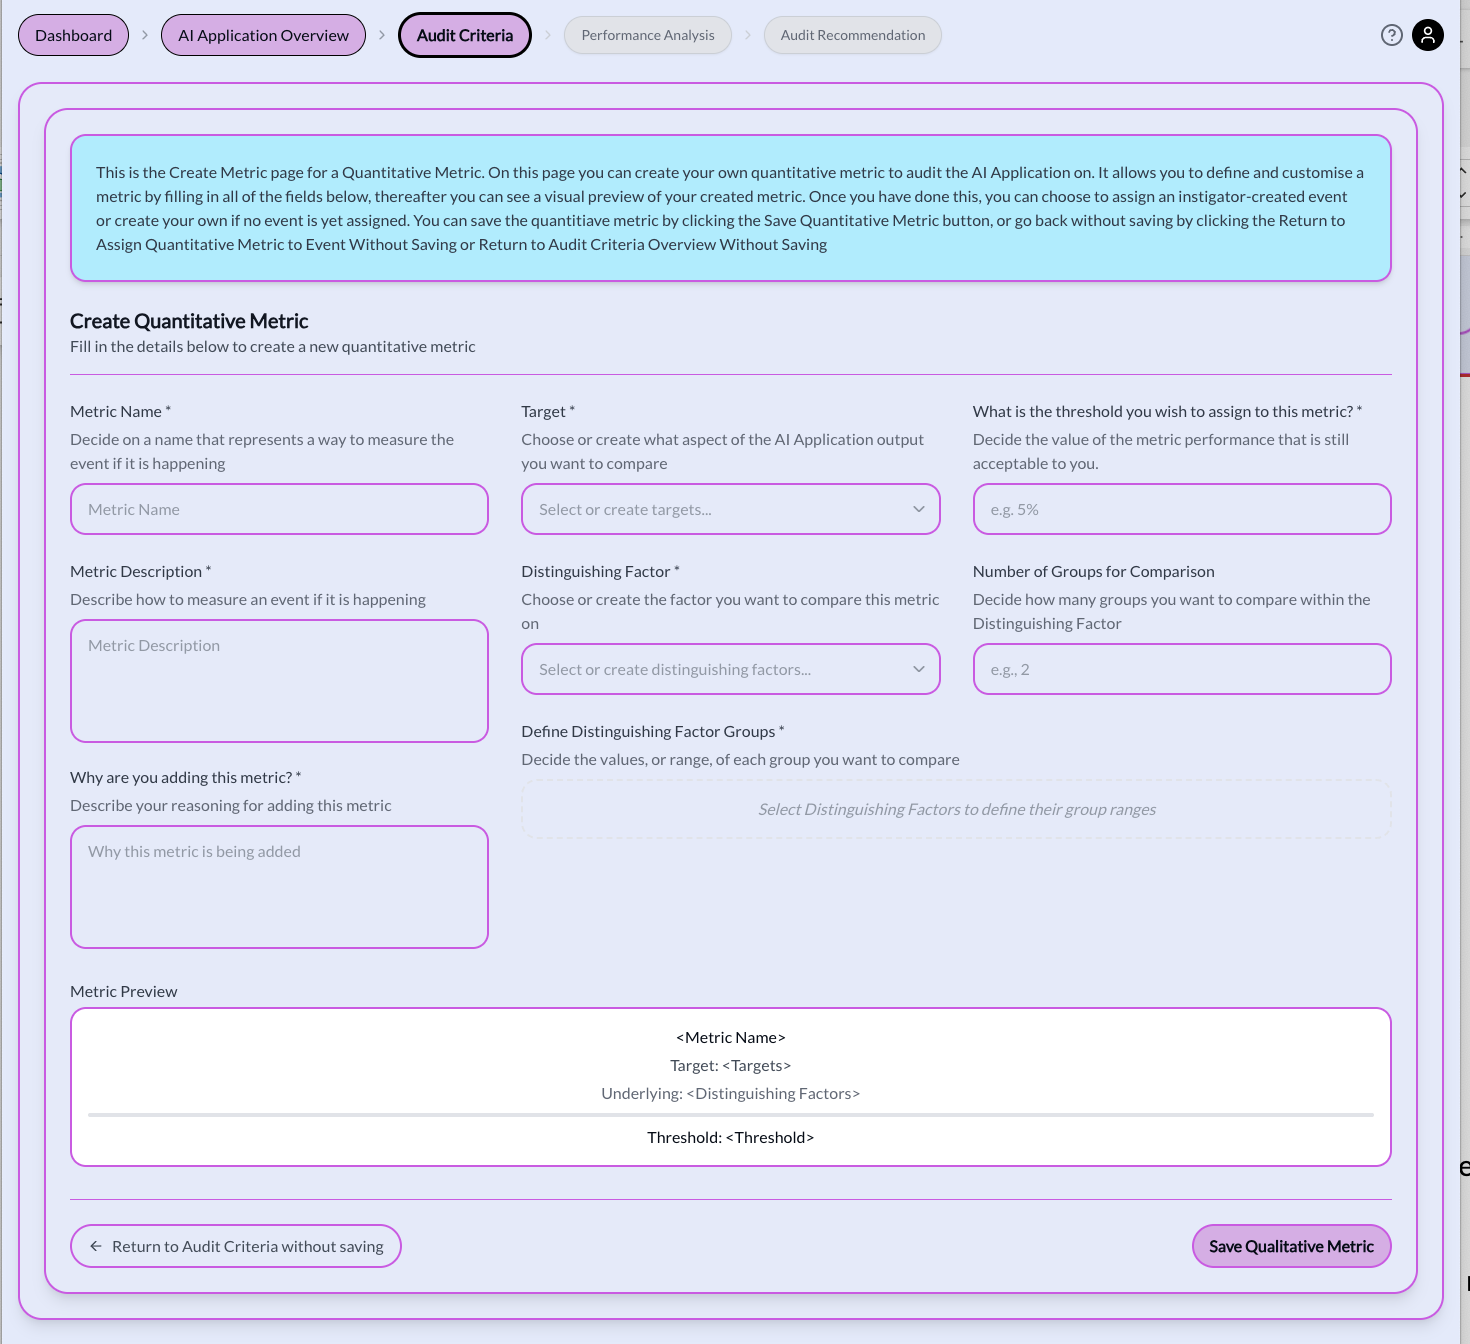 Dashboard
AI Application Overview
Audit Criteria
Performance Analysis
Audit Recommendation
This is the Create Metric page for a Quantitative Metric. On this page you can create your own quantitative metric to audit the AI Application on. It allows you to define and customise a
metric by filling in all of the fields below, thereafter you can see a visual preview of your created metric. Once you have done this, you can choose to assign an instigator-created event
or create your own if no event is yet assigned. You can save the quantitiave metric by clicking the Save Quantitative Metric button, or go back without saving by clicking the Return to
Assign Quantitative Metric to Event Without Saving or Return to Audit Criteria Overview Without Saving
Create Quantitative Metric
Fill in the details below to create a new quantitative metric
Metric Name *
Decide on a name that represents a way to measure the
event if it is happening
Metric Name
Target *
Choose or create what aspect of the AI Application output
you want to compare
Select or create targets...
What is the threshold you wish to assign to this metric? *
Decide the value of the metric performance that is still
acceptable to you.
e.g. 5%
Metric Description *
Describe how to measure an event if it is happening
Metric Description
Distinguishing Factor *
Choose or create the factor you want to compare this metric
on
Select or create distinguishing factors...
Number of Groups for Comparison
Decide how many groups you want to compare within the
Distinguishing Factor
e.g., 2
Define Distinguishing Factor Groups *
Decide the values, or range, of each group you want to compare
Select Distinguishing Factors to define their group ranges
Why are you adding this metric? *
Describe your reasoning for adding this metric
Why this metric is being added
Metric Preview
<Metric Name>
Target: <Targets>
Underlying: <Distinguishing Factors>
Threshold: <Threshold>
Return to Audit Criteria without saving
Save Qualitative Metric